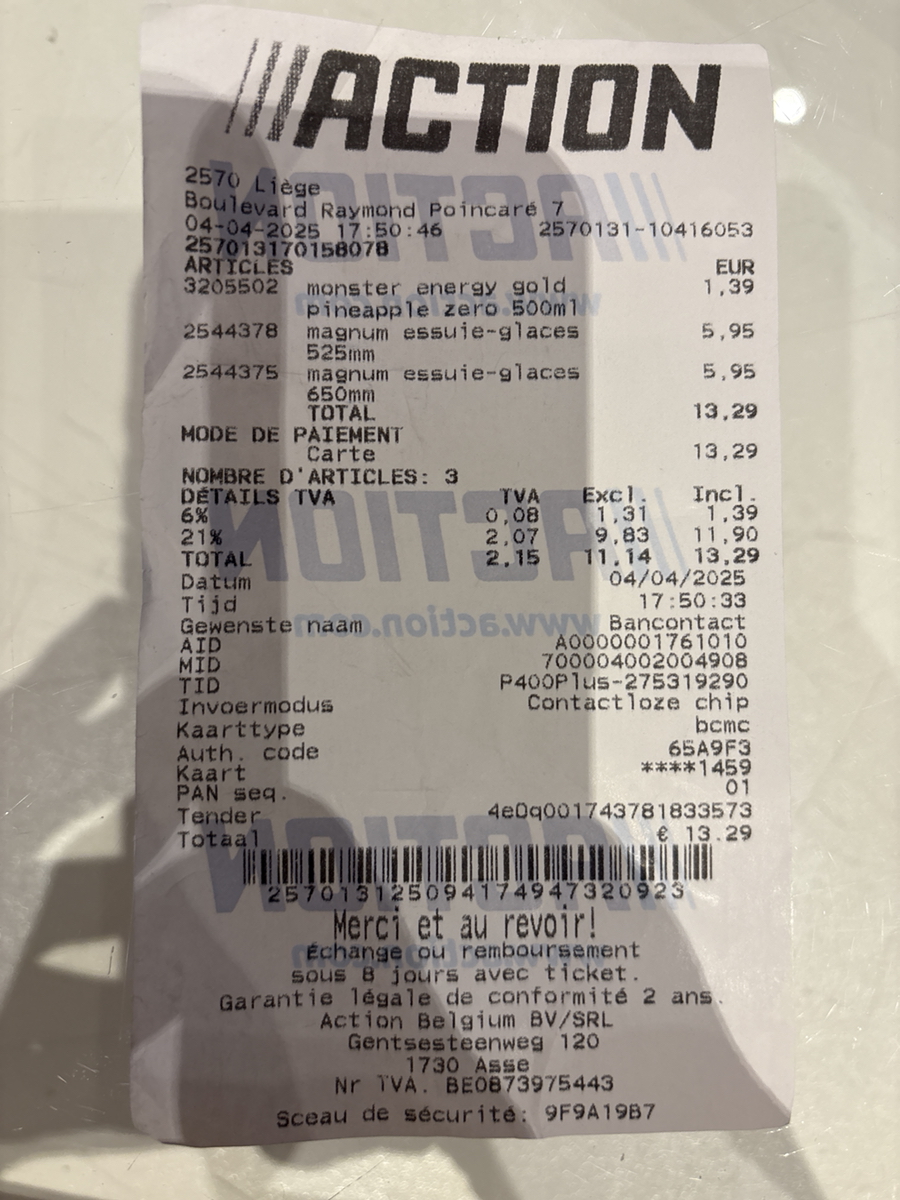 ACTION
2570 Liège
Boulevard Raymond Poincaré 7
04-04-2025 17:50:46 2570131-10416053
257013170158078
ARTICLES EUR
3205502 monster energy gold 1,39
pineapple zero 500ml
2544378 magnum essuie-glaces 5,95
525mm
2544375 magnum essuie-glaces 5,95
650mm
TOTAL 13,29
MODE DE PAIEMENT
Carte 13,29
NOMBRE D'ARTICLES: 3
DÉTAILS TVA TVA Excl. Incl.
6% 0,08 1,31 1,39
21% 2,07 9,83 11,90
TOTAL 2,15 11,14 13,29
Datum 04/04/2025
Tijd 17:50:33
Gewenste naam Bancontact
AID A0000001761010
MID 700004002004908
TID P400Plus-275319290
Invoermodus Contactloze chip
Kaarttype bcmc
Auth. code 65A9F3
Kaart ****1459
PAN seq. 01
Tender 4e0q001743781833573
Totaal € 13.29
2570131250941749473209​23
Merci et au revoir!
Échange ou remboursement
sous 8 jours avec ticket.
Garantie légale de conformité 2 ans.
Action Belgium BV/SRL
Gentsesteenweg 120
1730 Asse
Nr TVA. BE0873975443
Sceau de sécurité: 9F9A19B7